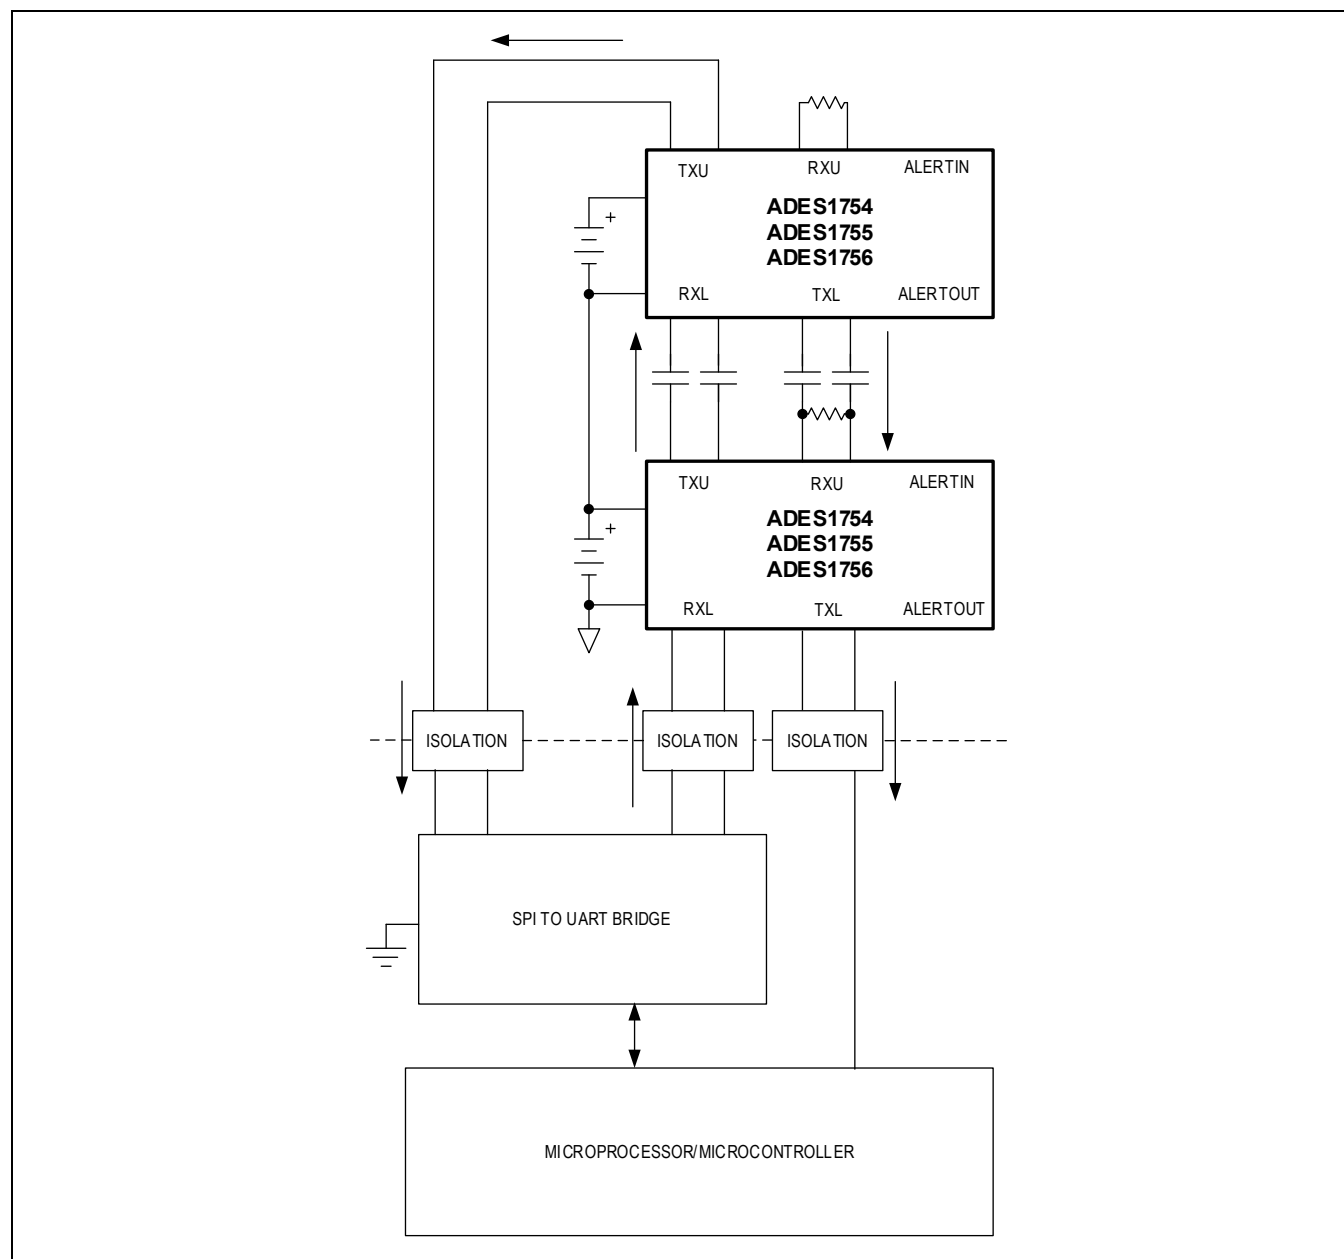 TXU
RXU
ALERTIN
ADES1754
ADES1755
ADES1756
+
RXL
TXL
ALERTOUT
TXU
RXU
ALERTIN
ADES1754
ADES1755
ADES1756
+
RXL
TXL
ALERTOUT
ISOLATION
ISOLATION
ISOLATION
SPI TO UART BRIDGE
MICROPROCESSOR/MICROCONTROLLER